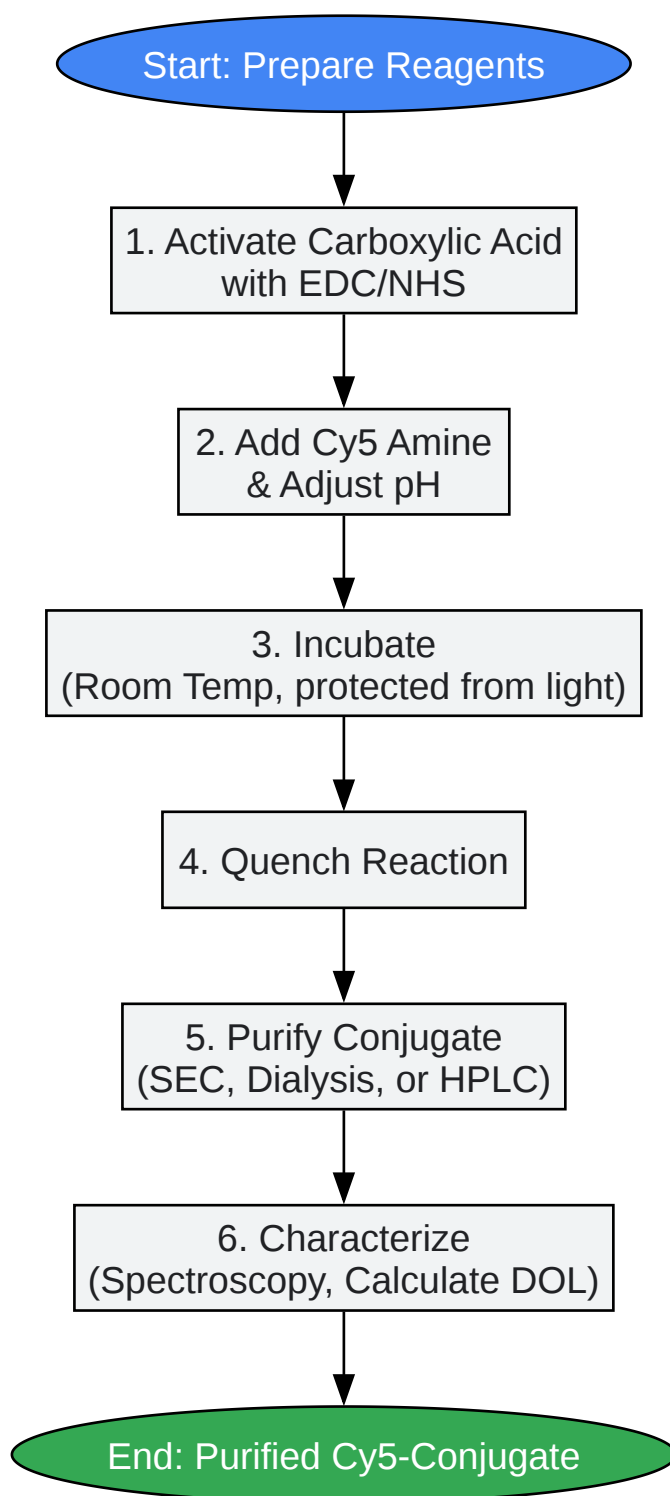 Start: Prepare Reagents
1. Activate Carboxylic Acid
with EDC/NHS
2. Add Cy5 Amine
& Adjust pH
3. Incubate
(Room Temp, protected from light)
4. Quench Reaction
5. Purify Conjugate
(SEC, Dialysis, or HPLC)
6. Characterize
(Spectroscopy, Calculate DOL)
End: Purified Cy5-Conjugate